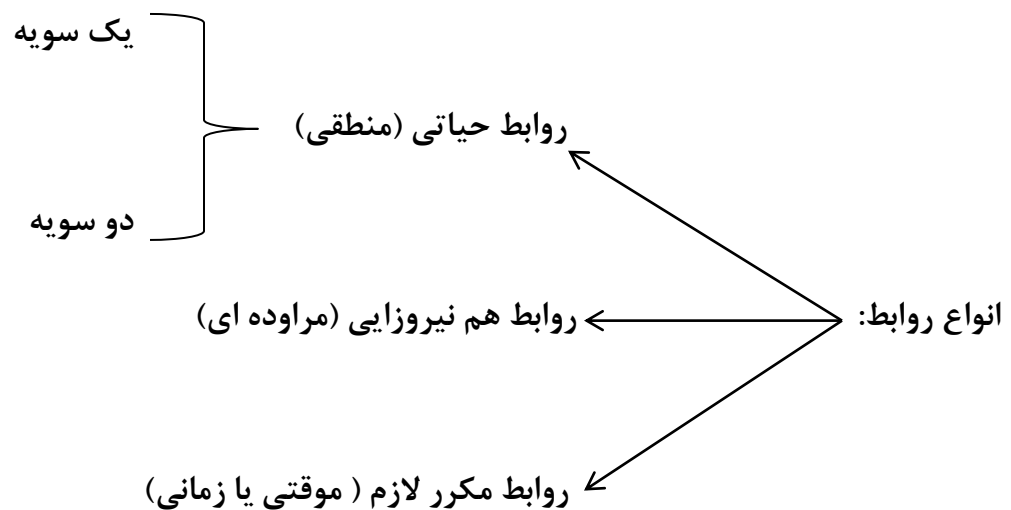 یک سویه
روابط حیاتی (منطقی)
دو سویه
انواع روابط:
روابط هم نیروزایی (مراوده ای)
روابط مکرر لازم ( موقتی یا زمانی)